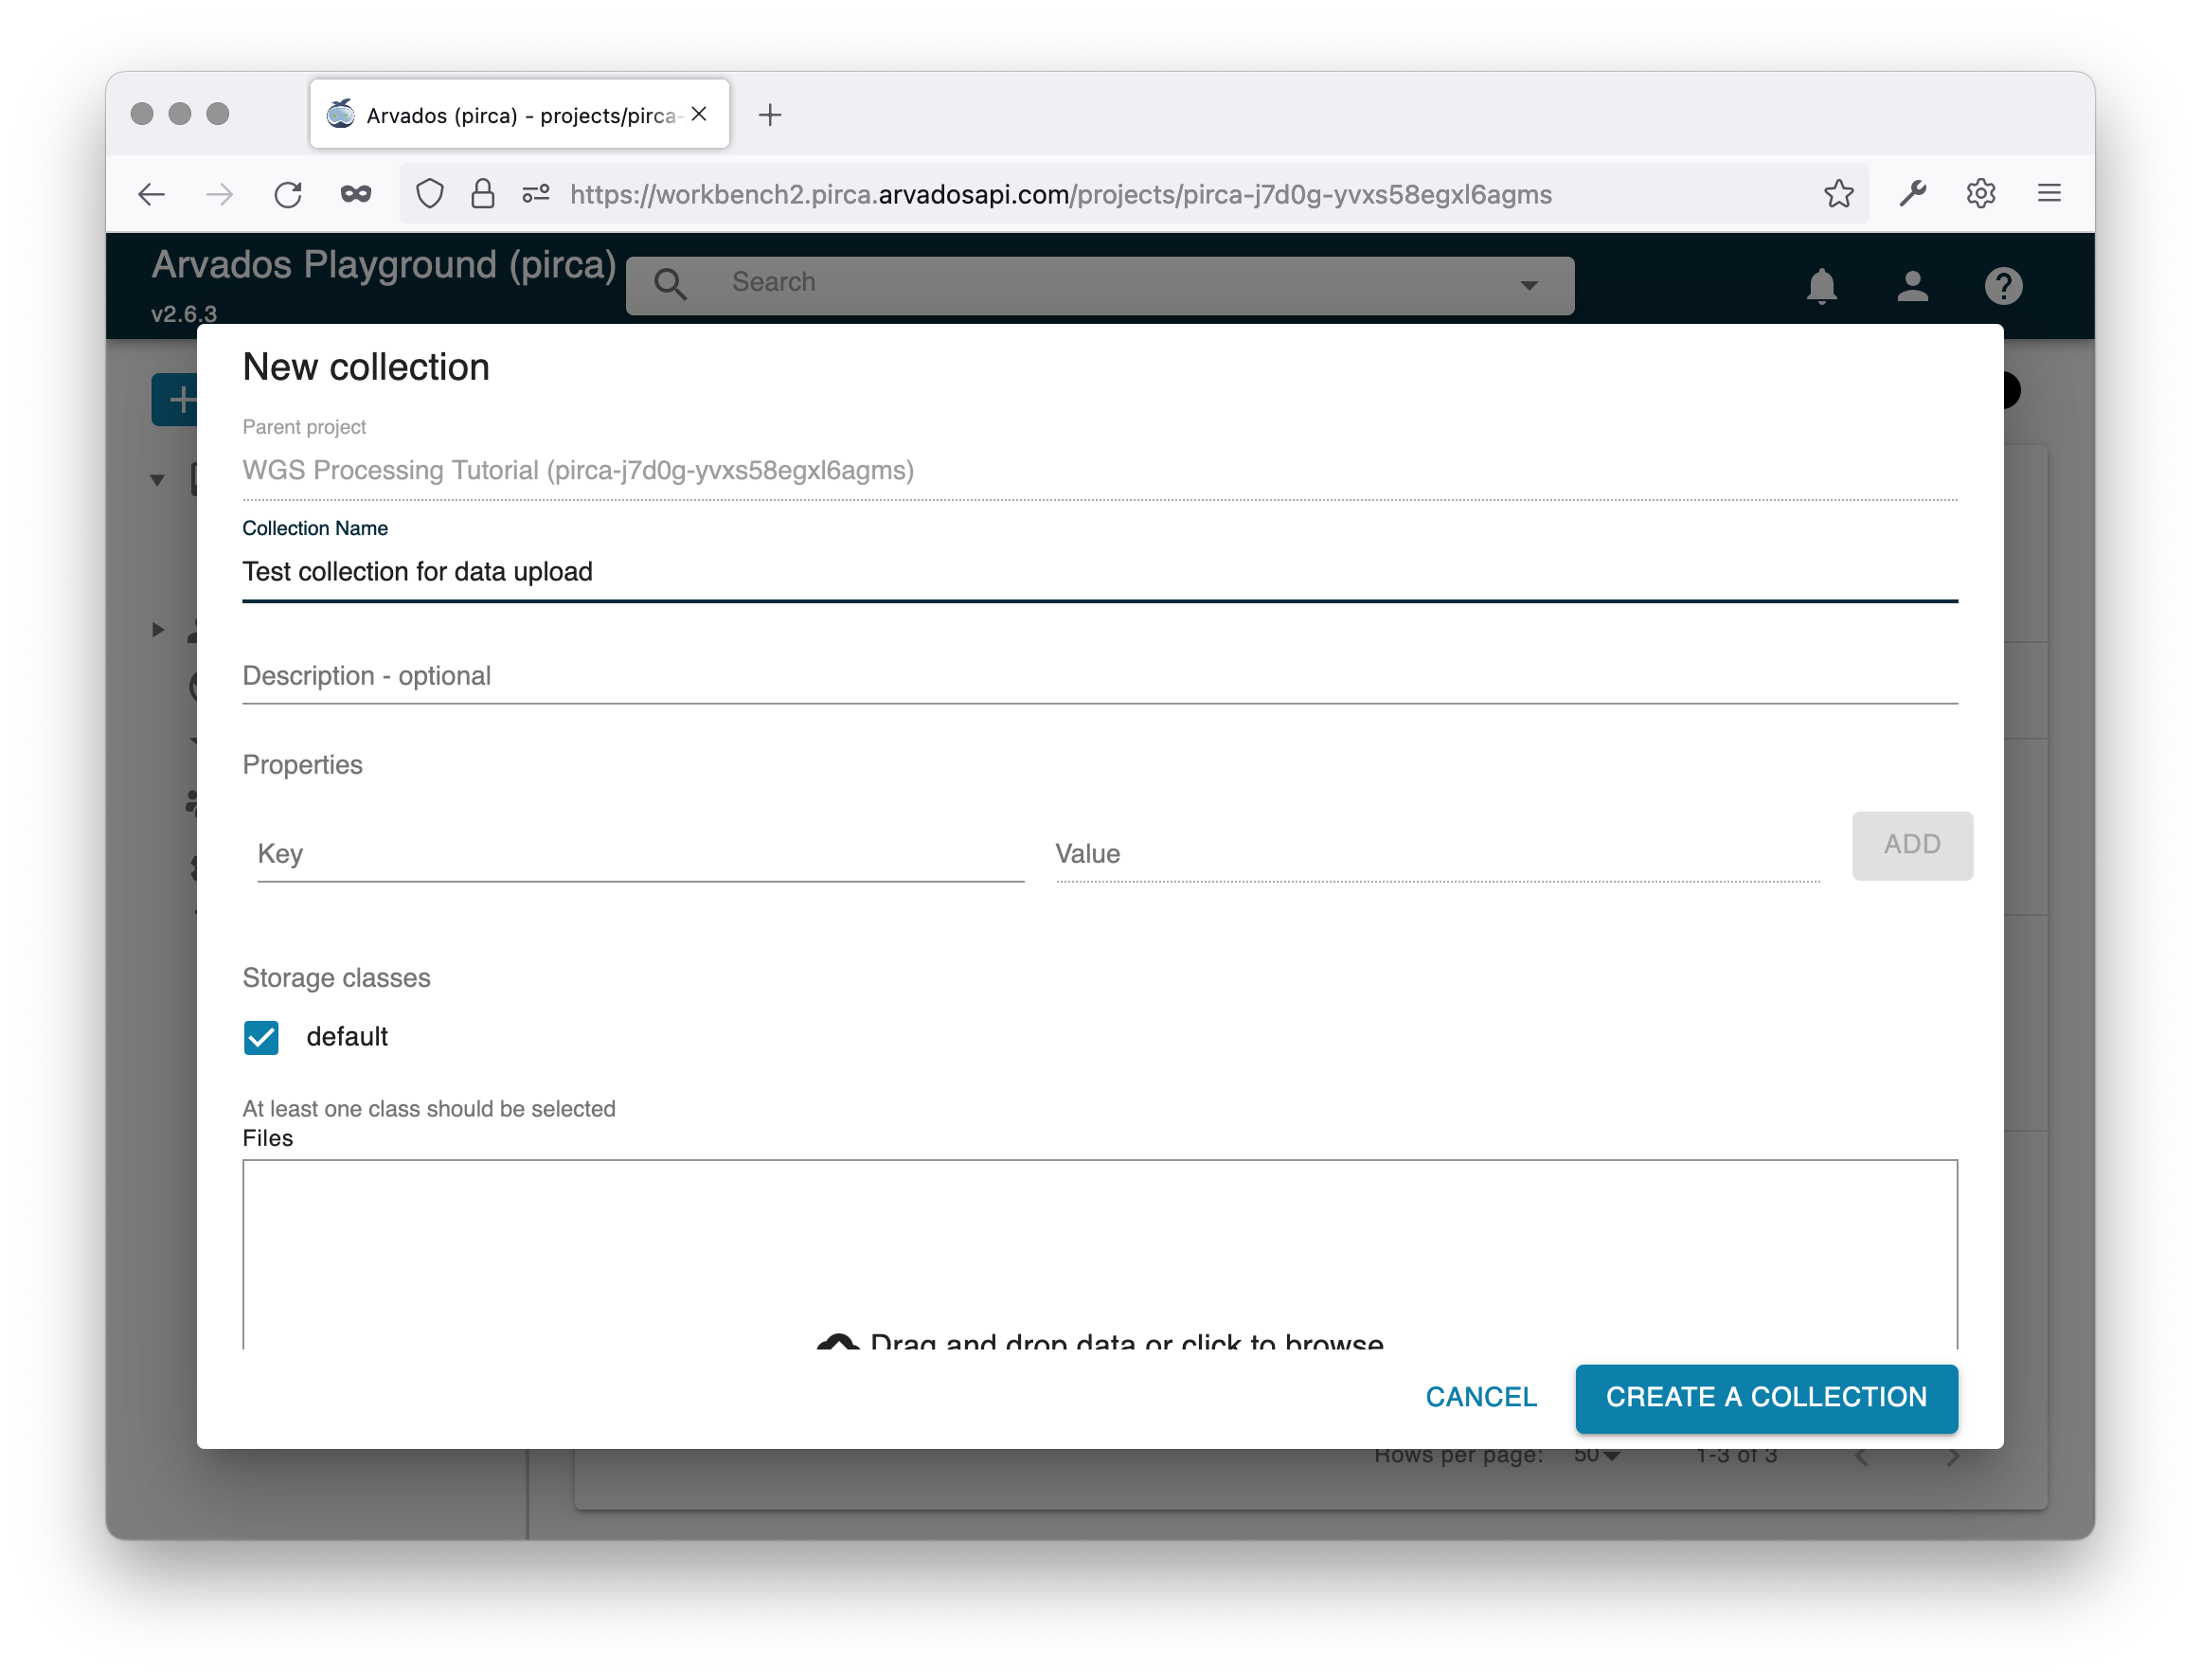 Arvados (pirca) - projects/pirca-
https://workbench2.pirca.arvadosapi.com/projects/pirca-j7d0g-yvxs58egxl6agms
Arvados Playground (pirca)
v2.6.3
Search
New collection
Parent project
WGS Processing Tutorial (pirca-j7d0g-yvxs58egxl6agms)
Collection Name
Test collection for data upload
Description - optional
Properties
Key
Value
ADD
Storage classes
default
At least one class should be selected
Files
Drag and drop data or click to browse
CANCEL
CREATE A COLLECTION
Rows per page:
50
1-3 of 3